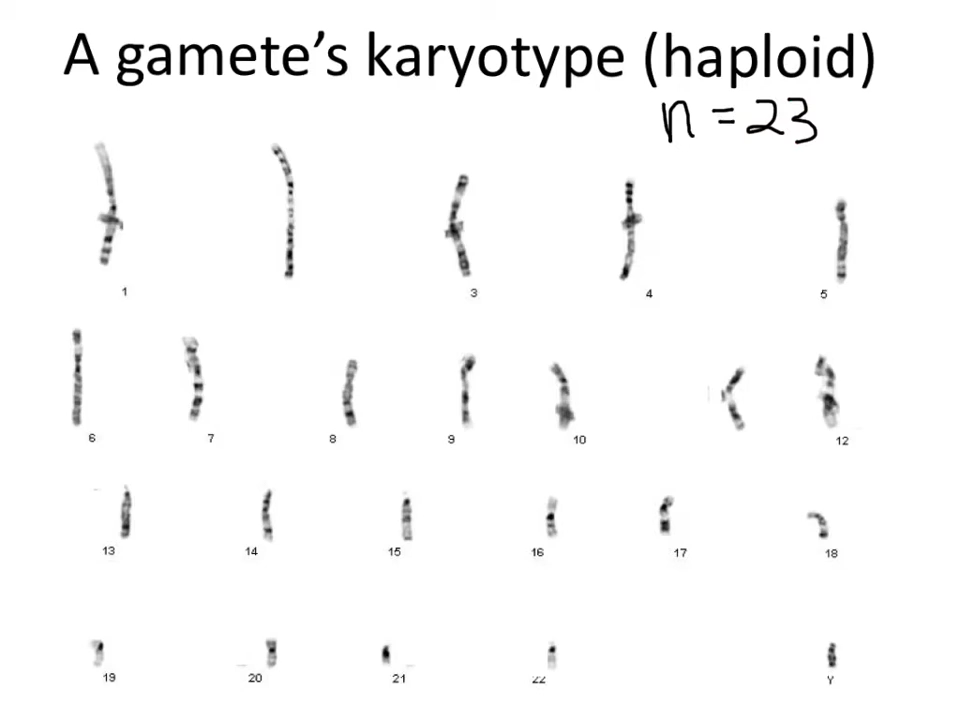 A gamete's karyotype (haploid)
n = 23
1 3 4 5
6 7 8 9 10 12
13 14 15 16 17 18
19 20 21 22 Y